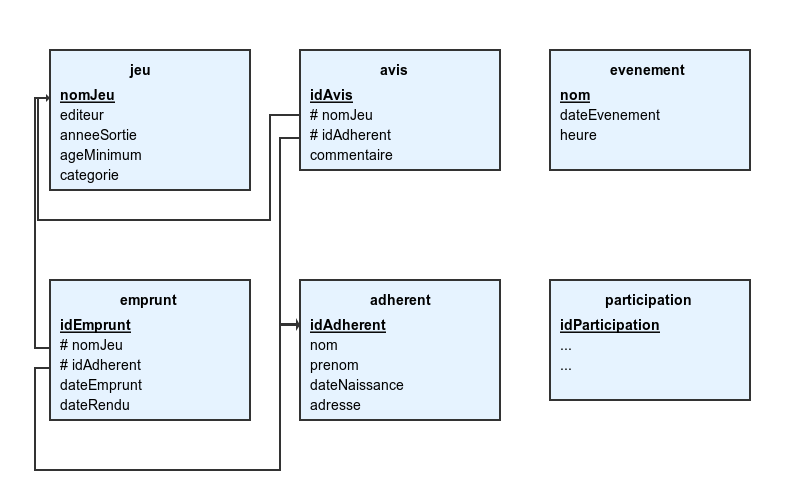 jeu
nomJeu
editeur
anneeSortie
ageMinimum
categorie
avis
idAvis
# nomJeu
# idAdherent
commentaire
evenement
nom
dateEvenement
heure
emprunt
idEmprunt
# nomJeu
# idAdherent
dateEmprunt
dateRendu
adherent
idAdherent
nom
prenom
dateNaissance
adresse
participation
idParticipation
...
...